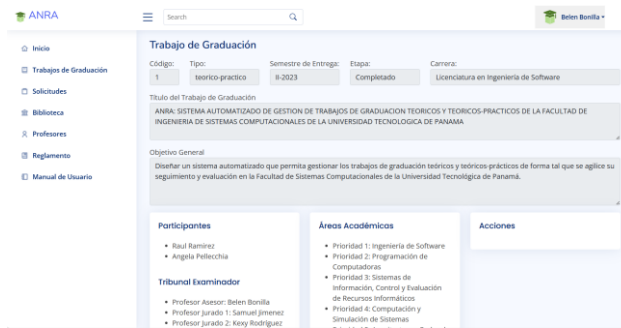 ANRA
Search
Belen Bonilla
Inicio
Trabajos de Graduación
Solicitudes
Biblioteca
Profesores
Reglamento
Manual de Usuario
Trabajo de Graduación
Código: Tipo: Semestre de Entrega: Etapa: Carrera:
1 teorico-practico II-2023 Completado Licenciatura en Ingeniería de Software
Título del Trabajo de Graduación
ANRA: SISTEMA AUTOMATIZADO DE GESTION DE TRABAJOS DE GRADUACION TEORICOS Y TEORICOS-PRACTICOS DE LA FACULTAD DE
INGENIERIA DE SISTEMAS COMPUTACIONALES DE LA UNIVERSIDAD TECNOLOGICA DE PANAMA
Objetivo General
Diseñar un sistema automatizado que permita gestionar los trabajos de graduación teóricos y teóricos-prácticos de forma tal que se agilice su
seguimiento y evaluación en la Facultad de Sistemas Computacionales de la Universidad Tecnológica de Panamá.
Participantes
Raul Ramirez
Angela Pellecchia
Tribunal Examinador
Profesor Asesor: Belen Bonilla
Profesor Jurado 1: Samuel Jimenez
Profesor Jurado 2: Kexy Rodríguez
Áreas Académicas
Prioridad 1: Ingeniería de Software
Prioridad 2: Programación de
Computadoras
Prioridad 3: Sistemas de
Información, Control y Evaluación
de Recursos Informáticos
Prioridad 4: Computación y
Simulación de Sistemas
Acciones